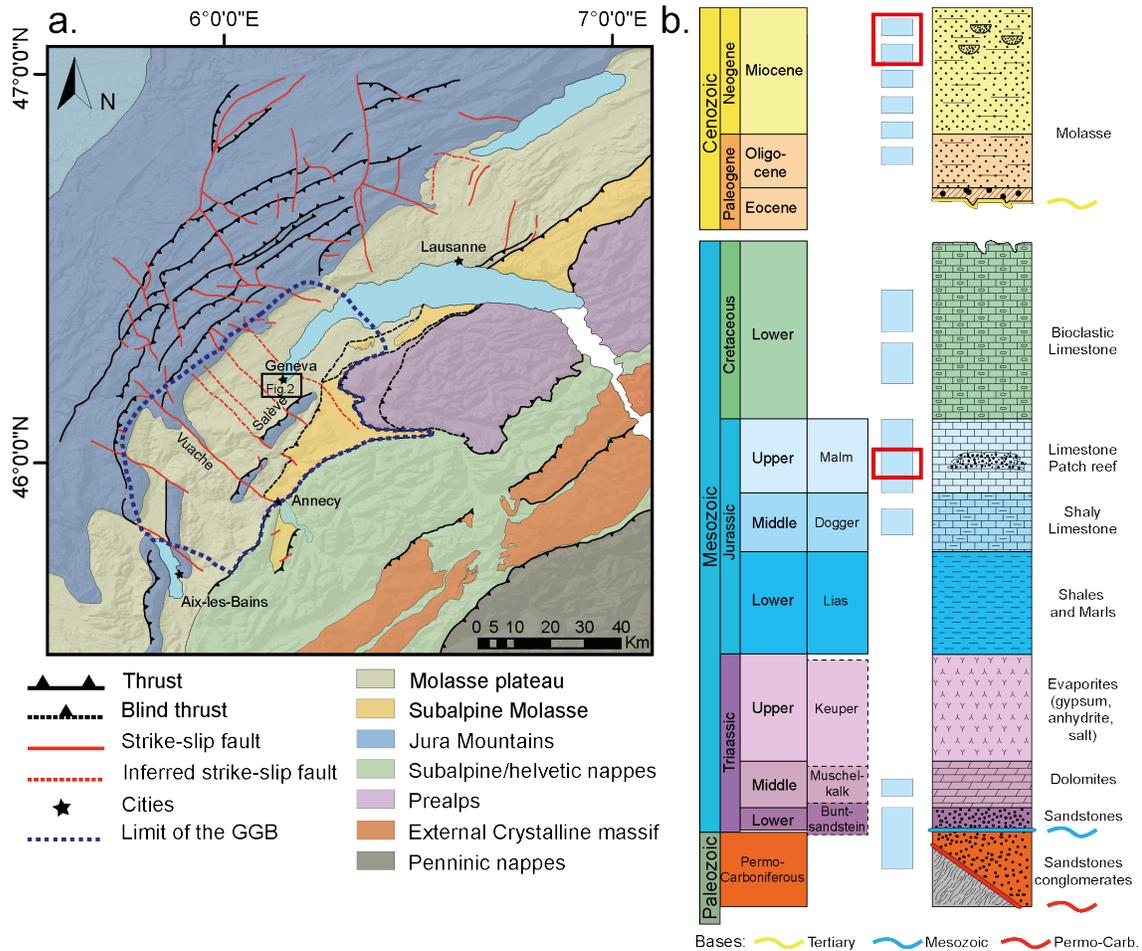 a.
6°0'0"E
7°0'0"E
47°0'0"N
46°0'0"N
N
Lausanne
Geneva
Fig.2
Salève
Vuache
Annecy
Aix-les-Bains
0 5 10 20 30 40
Km
Thrust
Blind thrust
Strike-slip fault
Inferred strike-slip fault
Cities
Limit of the GGB
Molasse plateau
Subalpine Molasse
Jura Mountains
Subalpine/helvetic nappes
Prealps
External Crystalline massif
Penninic nappes
b.
Cenozoic
Neogene
Miocene
Paleogene
Oligo-
cene
Eocene
Molasse
Mesozoic
Cretaceous
Lower
Bioclastic
Limestone
Jurassic
Upper
Malm
Limestone
Patch reef
Middle
Dogger
Shaly
Limestone
Lower
Lias
Shales
and Marls
Triaassic
Upper
Keuper
Evaporites
(gypsum,
anhydrite,
salt)
Middle
Muschel-
kalk
Dolomites
Lower
Bunt-
sandstein
Sandstones
Paleozoic
Permo-
Carboniferous
Sandstones
conglomerates
Bases: Tertiary Mesozoic Permo-Carb.